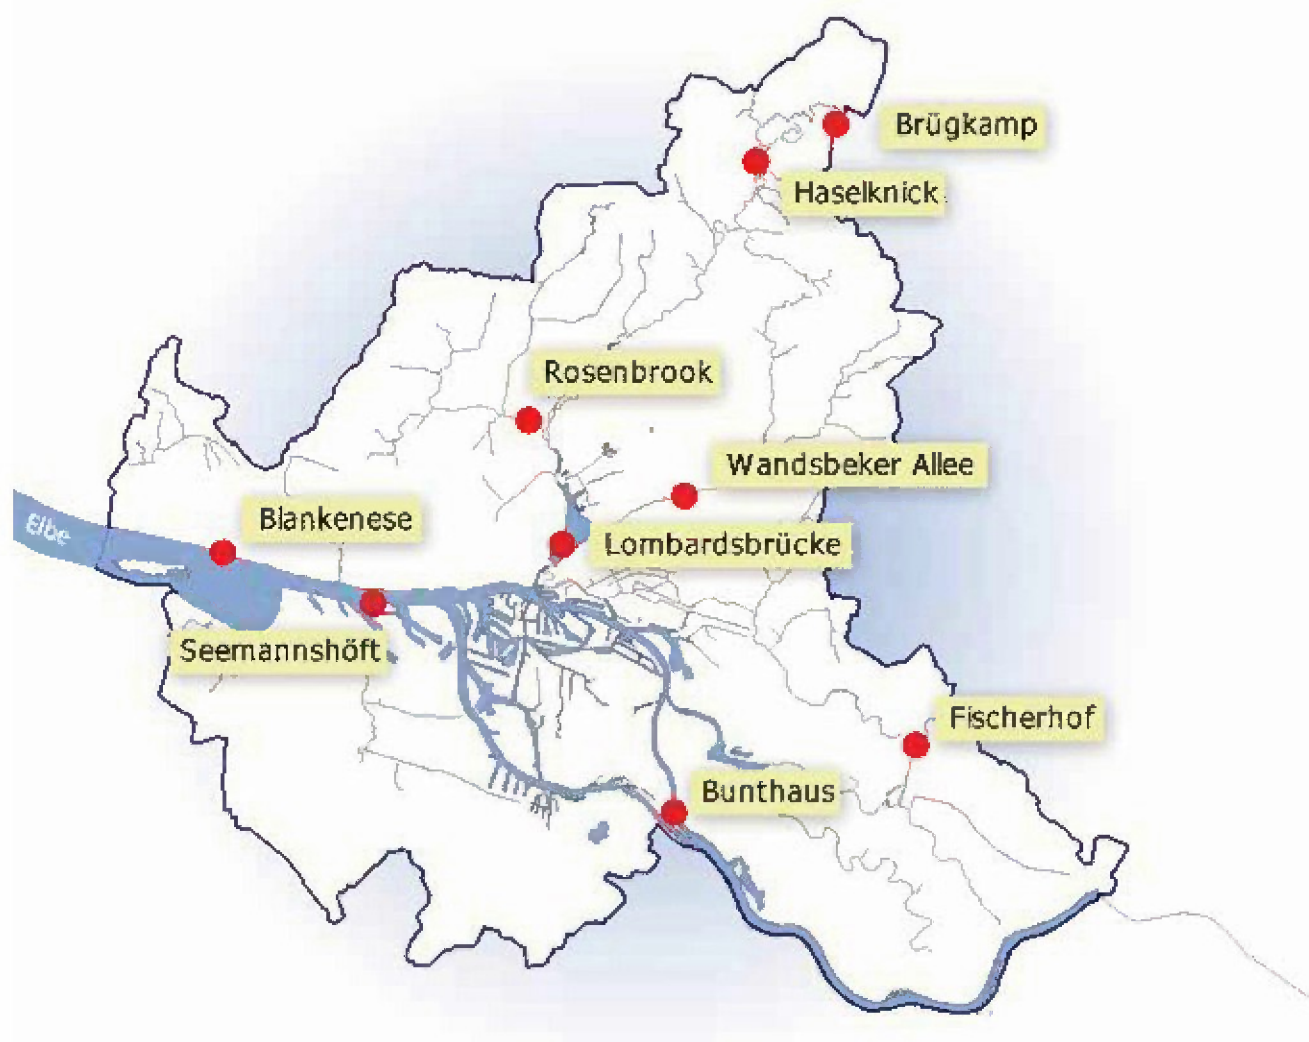 Brügkamp
Haselknick
Rosenbrook
Wandsbeker Allee
Blankenese
Elbe
Lombardsbrücke
Seemannshöft
Fischerhof
Bunthaus